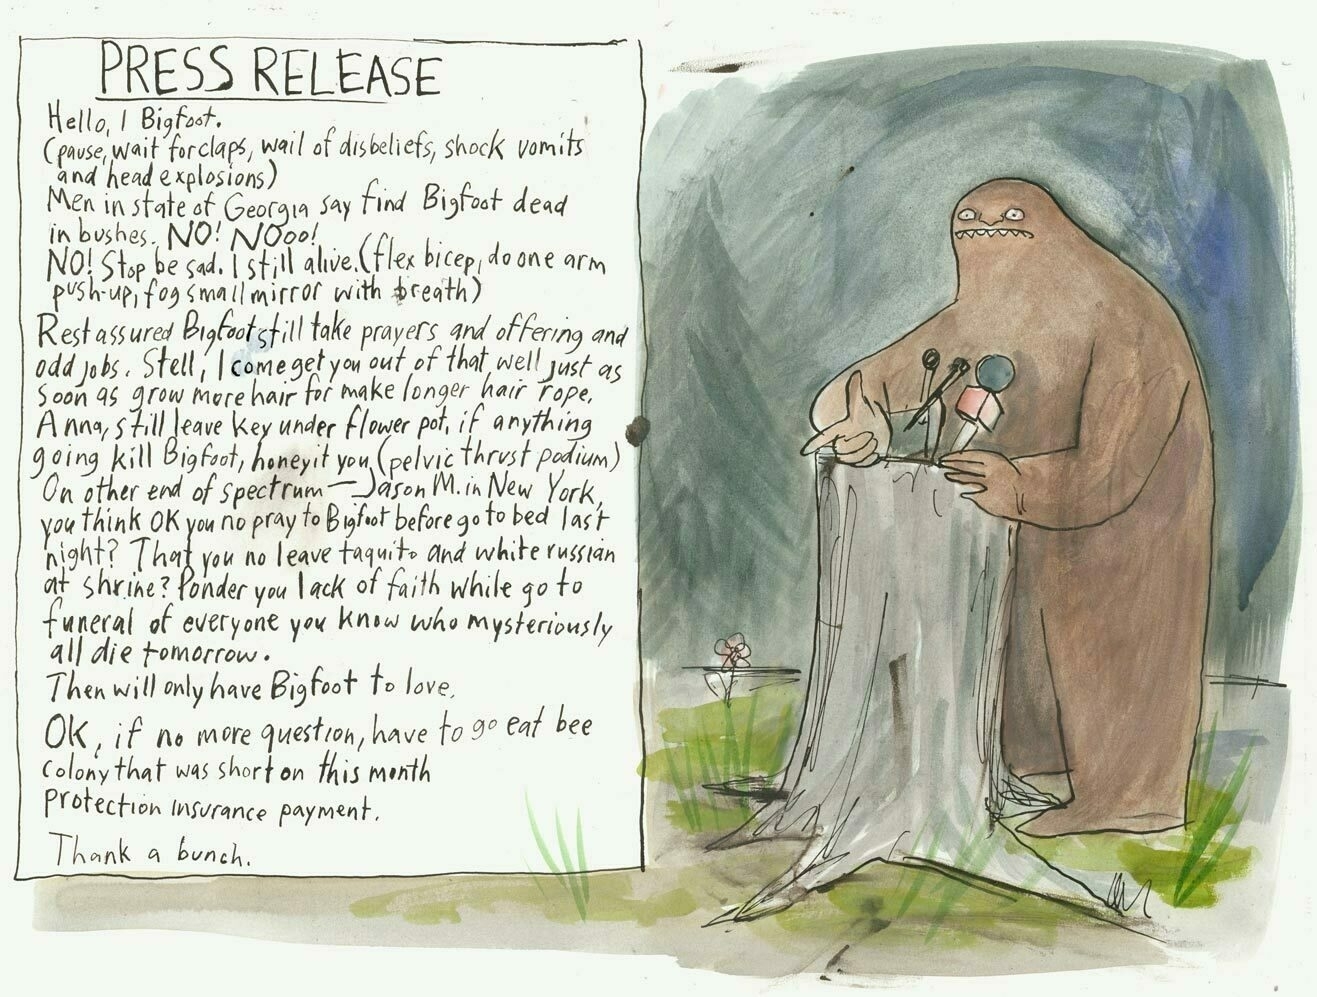 PRESS RELEASE
Hello, I Bigfoot.
(pause, wait for claps, wail of disbeliefs, shock vomits
and head explosions)
Men in state of Georgia say find Bigfoot dead
in bushes. NO! NOoo!
NO! Stop be sad. I still alive. (flex bicep, do one arm
push-up, fog small mirror with breath)
Rest assured Bigfoot still take prayers and offering and
odd jobs. Stell, I come get you out of that well just as
soon as grow more hair for make longer hair rope.
Anna, still leave key under flower pot, if anything
going kill Bigfoot, honey it you (pelvic thrust podium)
On other end of spectrum — Jason M. in New York,
you think OK you no pray to Bigfoot before go to bed last
night? That you no leave taquito and white russian
at shrine? Ponder you lack of faith while go to
funeral of everyone you know who mysteriously
all die tomorrow.
Then will only have Bigfoot to love.
OK, if no more question, have to go eat bee
colony that was short on this month
protection insurance payment.
Thank a bunch.